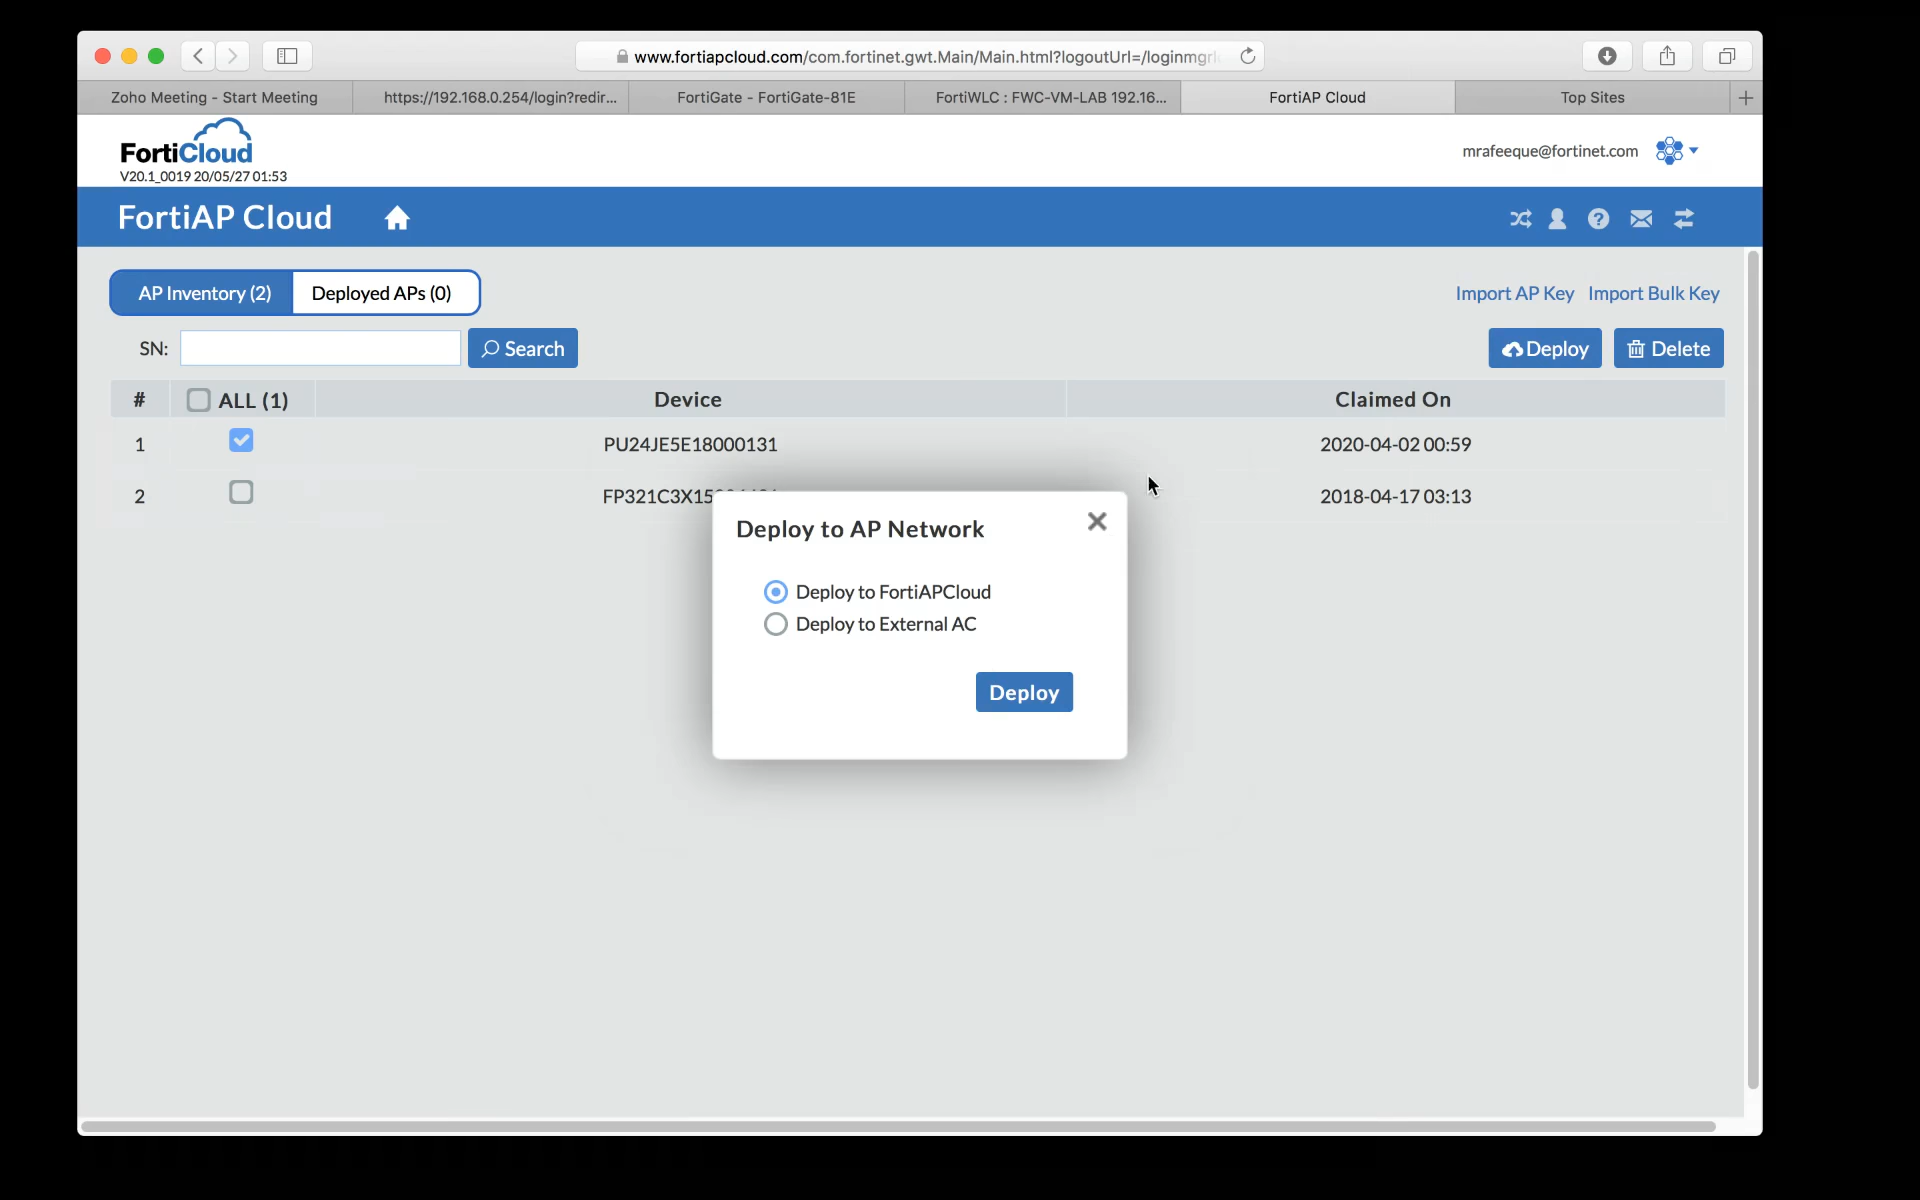 www.fortiapcloud.com/com.fortinet.gwt.Main/Main.html?logoutUrl=/loginmgr
Zoho Meeting - Start Meeting
https://192.168.0.254/login?redir...
FortiGate - FortiGate-81E
FortiWLC : FWC-VM-LAB 192.16...
FortiAP Cloud
Top Sites
FortiCloud
V20.1_0019 20/05/27 01:53
mrafeeque@fortinet.com
FortiAP Cloud
AP Inventory (2)
Deployed APs (0)
Import AP Key
Import Bulk Key
SN:
Search
Deploy
Delete
#
ALL (1)
Device
Claimed On
1
PU24JE5E18000131
2020-04-02 00:59
2
FP321C3X15
2018-04-17 03:13
Deploy to AP Network
Deploy to FortiAPCloud
Deploy to External AC
Deploy